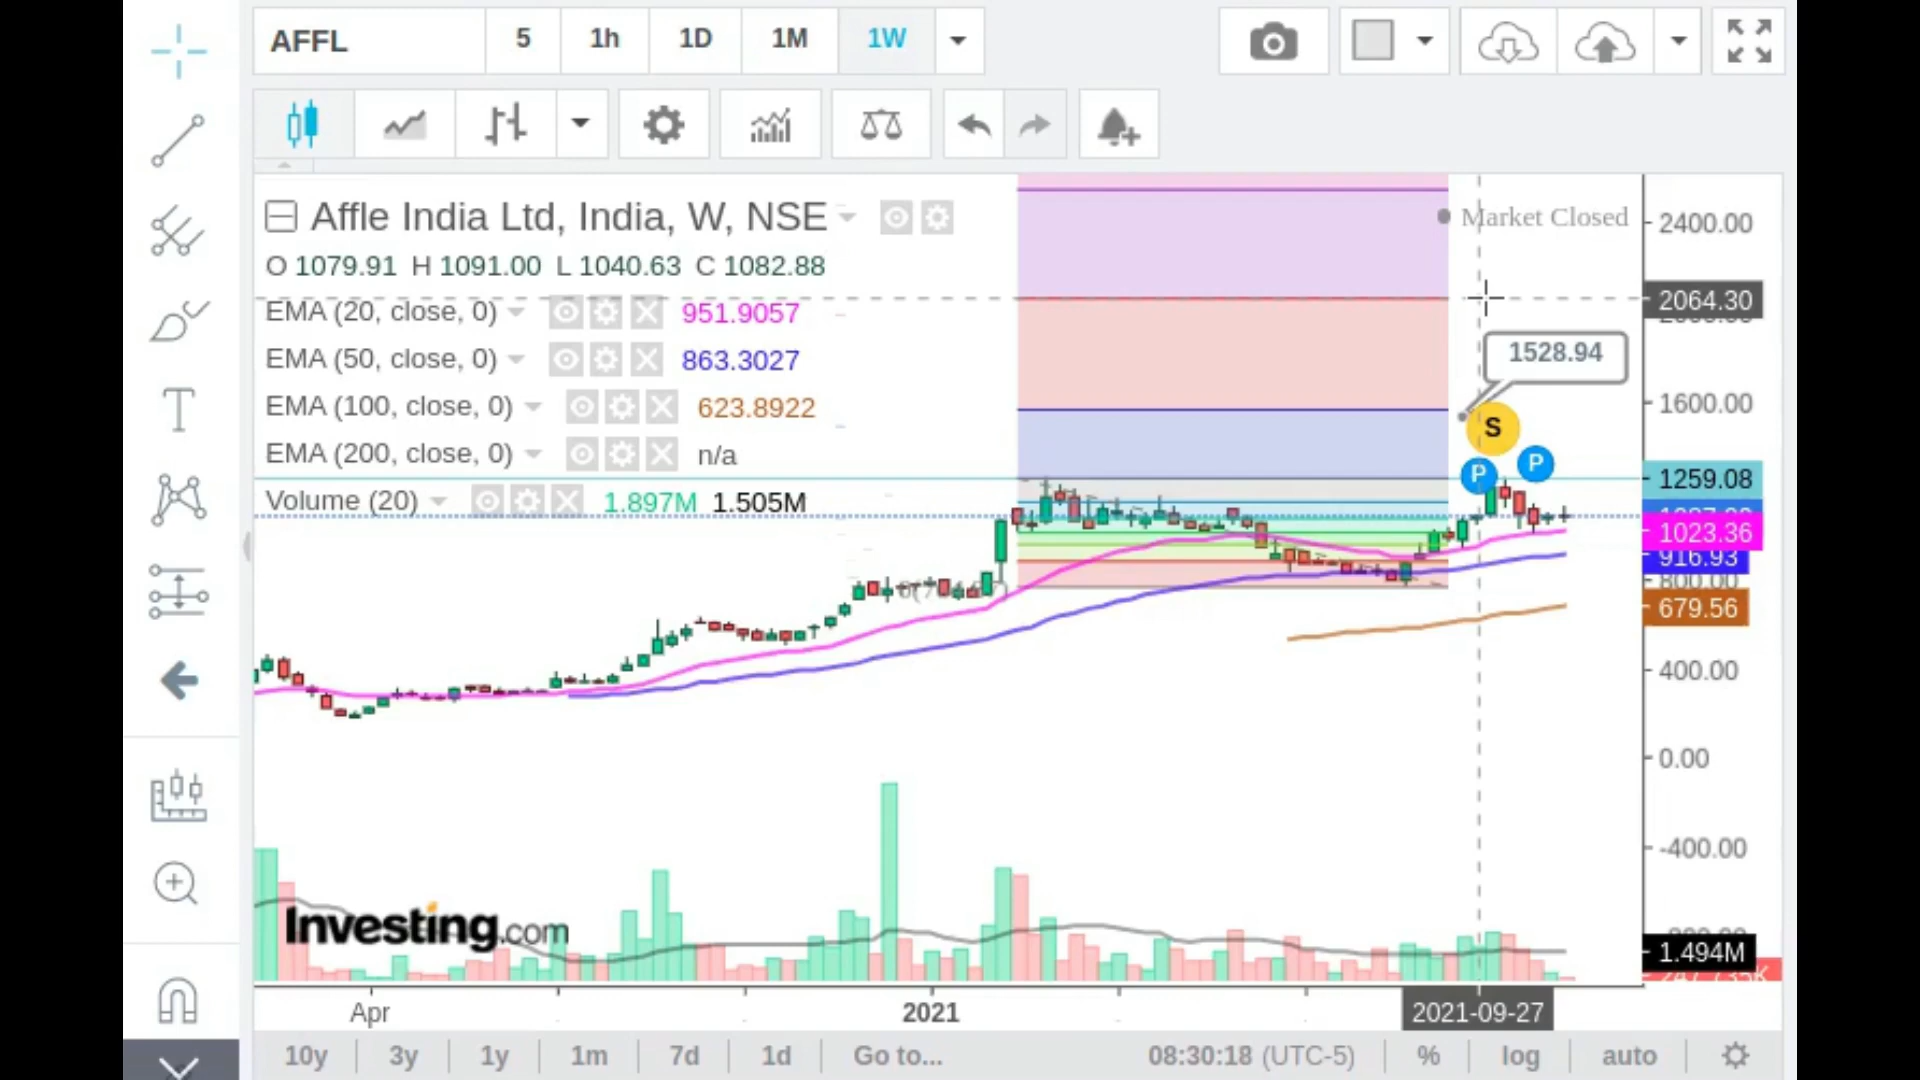 AFFL 5 1h 1D 1M 1W
Affle India Ltd, India, W, NSE
Market Closed
O 1079.91 H 1091.00 L 1040.63 C 1082.88
EMA (20, close, 0) 951.9057
EMA (50, close, 0) 863.3027
EMA (100, close, 0) 623.8922
EMA (200, close, 0) n/a
Volume (20) 1.897M 1.505M
2400.00
2064.30
1528.94
1600.00
S
P
P
1259.08
1023.36
916.93
800.00
679.56
400.00
0.00
-400.00
1.494M
Investing.com
Apr 2021 2021-09-27
10y 3y 1y 1m 7d 1d Go to... 08:30:18 (UTC-5) % log auto
T